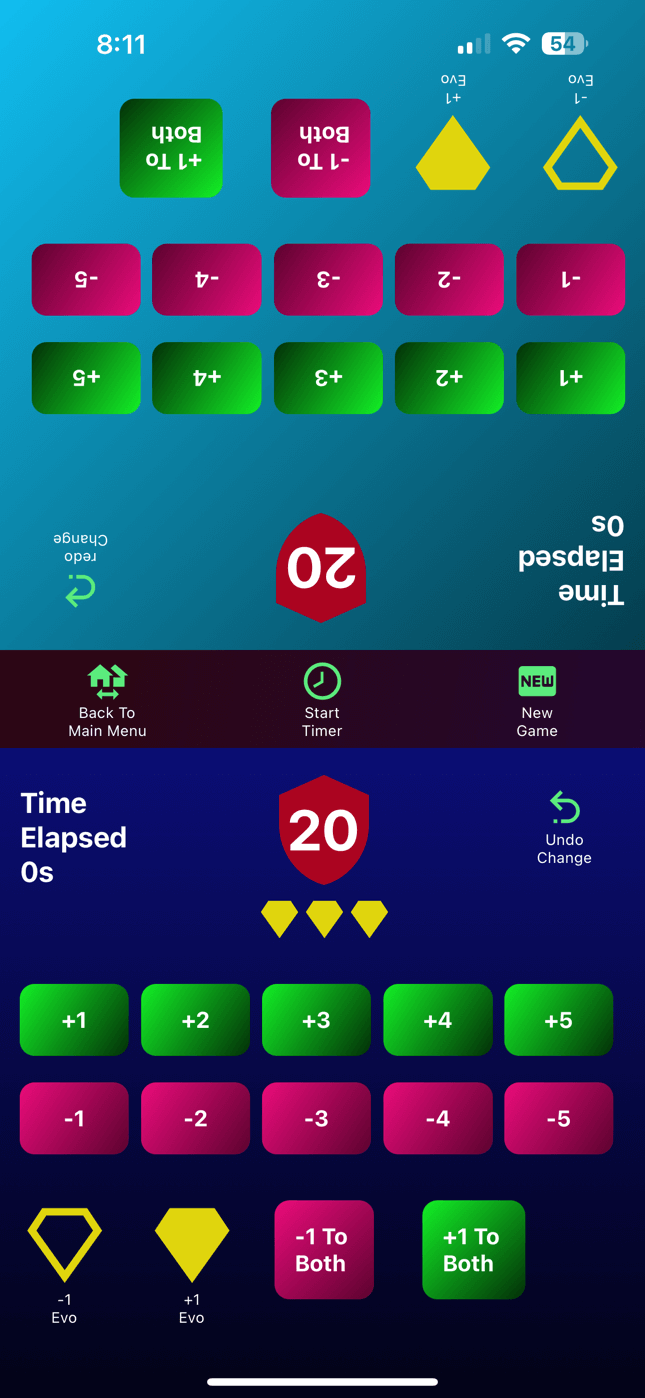 8:11
54
+1
Evo
-1
Evo
+1 To
Both
-1 To
Both
-5
-4
-3
-2
-1
+5
+4
+3
+2
+1
redo
Change
20
Time
Elapsed
0s
Back To
Main Menu
Start
Timer
NEW
New
Game
Time
Elapsed
0s
20
Undo
Change
+1
+2
+3
+4
+5
-1
-2
-3
-4
-5
-1
Evo
+1
Evo
-1 To
Both
+1 To
Both